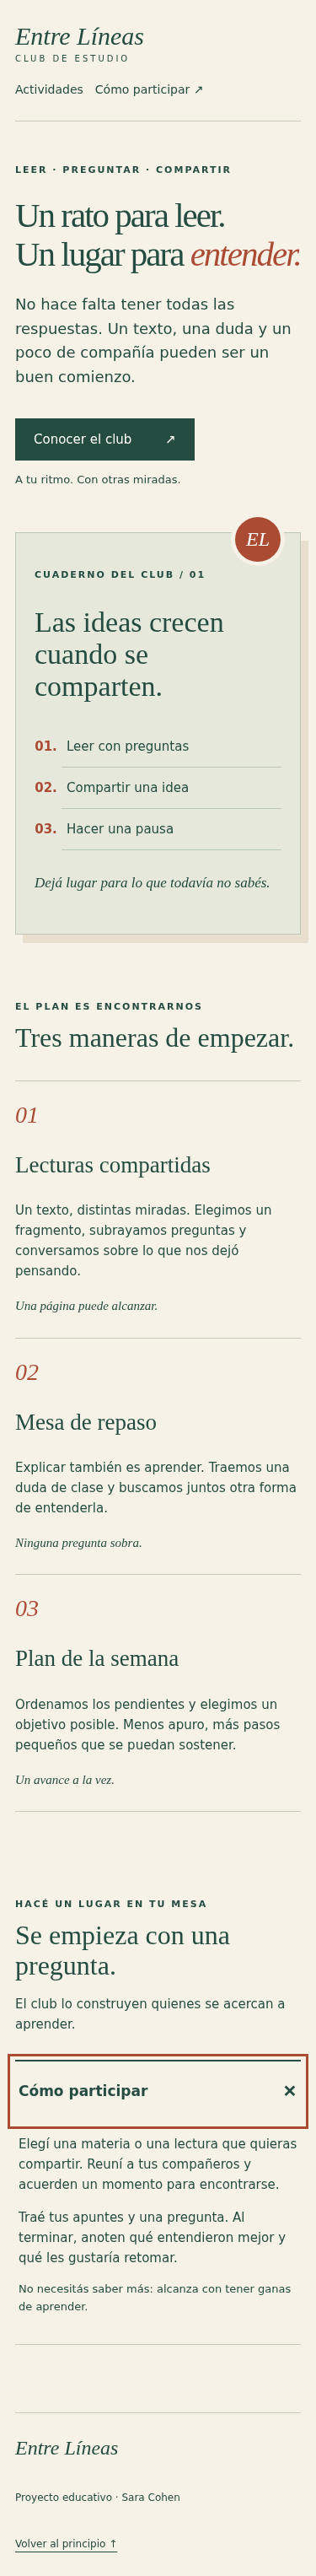 Entre Líneas
CLUB DE ESTUDIO
Actividades Cómo participar ↗
LEER · PREGUNTAR · COMPARTIR
Un rato para leer.
Un lugar para entender.
No hace falta tener todas las
respuestas. Un texto, una duda y un
poco de compañía pueden ser un
buen comienzo.
Conocer el club ↗
A tu ritmo. Con otras miradas.
EL
CUADERNO DEL CLUB / 01
Las ideas crecen
cuando se
comparten.
01. Leer con preguntas
02. Compartir una idea
03. Hacer una pausa
Dejá lugar para lo que todavía no sabés.
EL PLAN ES ENCONTRARNOS
Tres maneras de empezar.
01
Lecturas compartidas
Un texto, distintas miradas. Elegimos un
fragmento, subrayamos preguntas y
conversamos sobre lo que nos dejó
pensando.
Una página puede alcanzar.
02
Mesa de repaso
Explicar también es aprender. Traemos una
duda de clase y buscamos juntos otra forma
de entenderla.
Ninguna pregunta sobra.
03
Plan de la semana
Ordenamos los pendientes y elegimos un
objetivo posible. Menos apuro, más pasos
pequeños que se puedan sostener.
Un avance a la vez.
HACÉ UN LUGAR EN TU MESA
Se empieza con una
pregunta.
El club lo construyen quienes se acercan a
aprender.
Cómo participar ×
Elegí una materia o una lectura que quieras
compartir. Reuní a tus compañeros y
acuerden un momento para encontrarse.
Traé tus apuntes y una pregunta. Al
terminar, anoten qué entendieron mejor y
qué les gustaría retomar.
No necesitás saber más: alcanza con tener ganas
de aprender.
Entre Líneas
Proyecto educativo · Sara Cohen
Volver al principio ↑